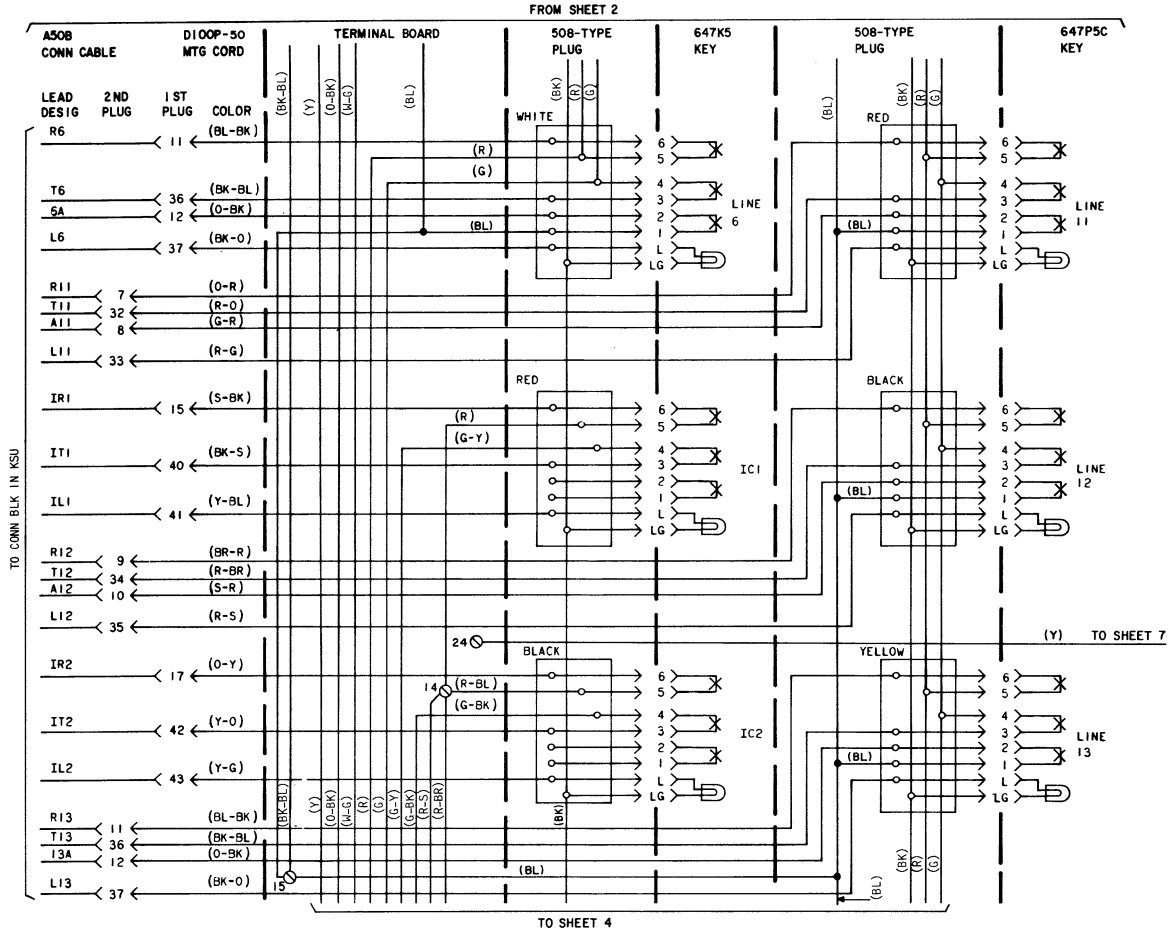 FROM SHEET 2
A50B CONN CABLE
D100P-50 MTG CORD
TERMINAL BOARD
508-TYPE PLUG
647K5 KEY
508-TYPE PLUG
647P5C KEY
LEAD DESIG
2ND PLUG
1ST PLUG
COLOR
(BK-BL)
(Y)
(O-BK)
(W-G)
(BL)
(BK)
(R)
(G)
(BL)
(BK)
(R)
(G)
WHITE
RED
R6 11 (BL-BK)
(R)
(G)
T6 36 (BK-BL)
6A 12 (O-BK)
L6 37 (BK-O)
(BL)
6
5
4
3
2
1
L
LG
LINE 6
(BL)
6
5
4
3
2
1
L
LG
LINE 11
R11 7 (O-R)
T11 32 (R-O)
A11 8 (G-R)
L11 33 (R-G)
RED
BLACK
IR1 15 (S-BK)
(R)
(G-Y)
IT1 40 (BK-S)
IL1 41 (Y-BL)
6
5
4
3
2
1
L
LG
IC1
(BL)
6
5
4
3
2
1
L
LG
LINE 12
R12 9 (BR-R)
T12 34 (R-BR)
A12 10 (S-R)
L12 35 (R-S)
TO CONN BLK IN KSU
24
(Y) TO SHEET 7
BLACK
YELLOW
IR2 17 (O-Y)
14
(R-BL)
(G-BK)
IT2 42 (Y-O)
IL2 43 (Y-G)
6
5
4
3
2
1
L
LG
IC2
(BL)
6
5
4
3
2
1
L
LG
LINE 13
(BK-BL)
(Y)
(O-BK)
(W-G)
(R)
(G)
(G-Y)
(G-BK)
(R-S)
(R-BR)
(BK)
R13 11 (BL-BK)
T13 36 (BK-BL)
13A 12 (O-BK)
L13 37 (BK-O)
15
(BL)
(BL)
(BK)
(R)
(G)
TO SHEET 4